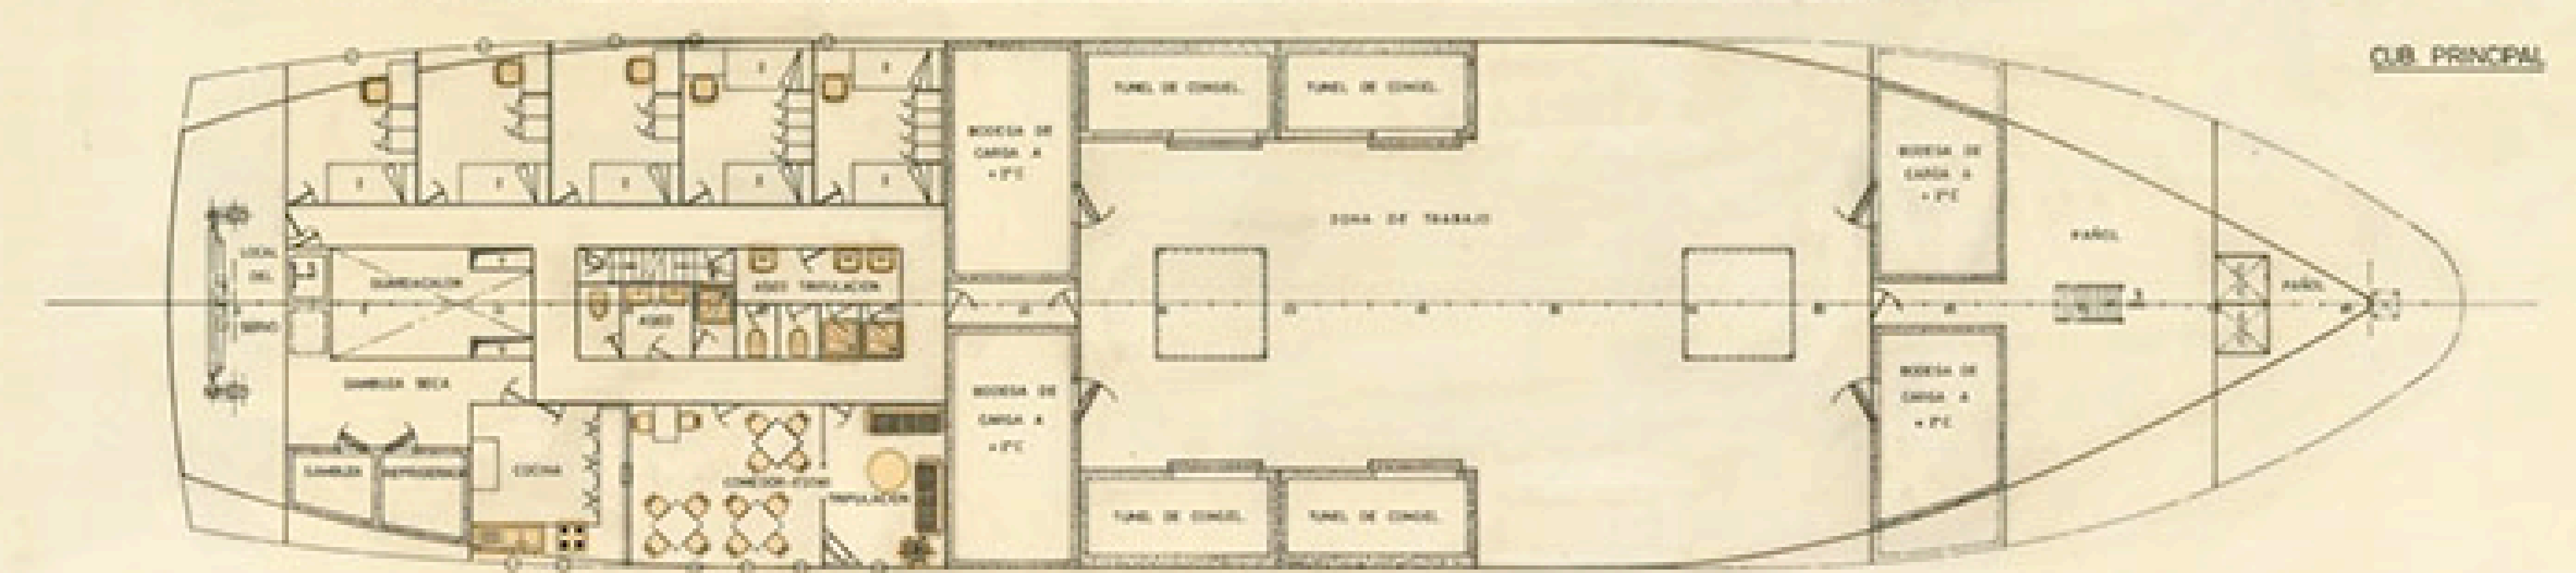 CUB. PRINCIPAL
TUNEL DE CONGEL.
TUNEL DE CONGEL.
BODEGA DE
CARGA A
BODEGA DE
CARGA A
ZONA DE TRABAJO
PAÑOL
LOCAL
DEL
SERVO
GUARDACALOR
ASEO TRIPULACION
ASEO
PAÑOL
GAMBUZA SECA
BODEGA DE
CARGA A
BODEGA DE
CARGA A
GAMBUZA
REFRIGERADA
COCINA
COMEDOR-ESTAR
TRIPULACION
TUNEL DE CONGEL.
TUNEL DE CONGEL.